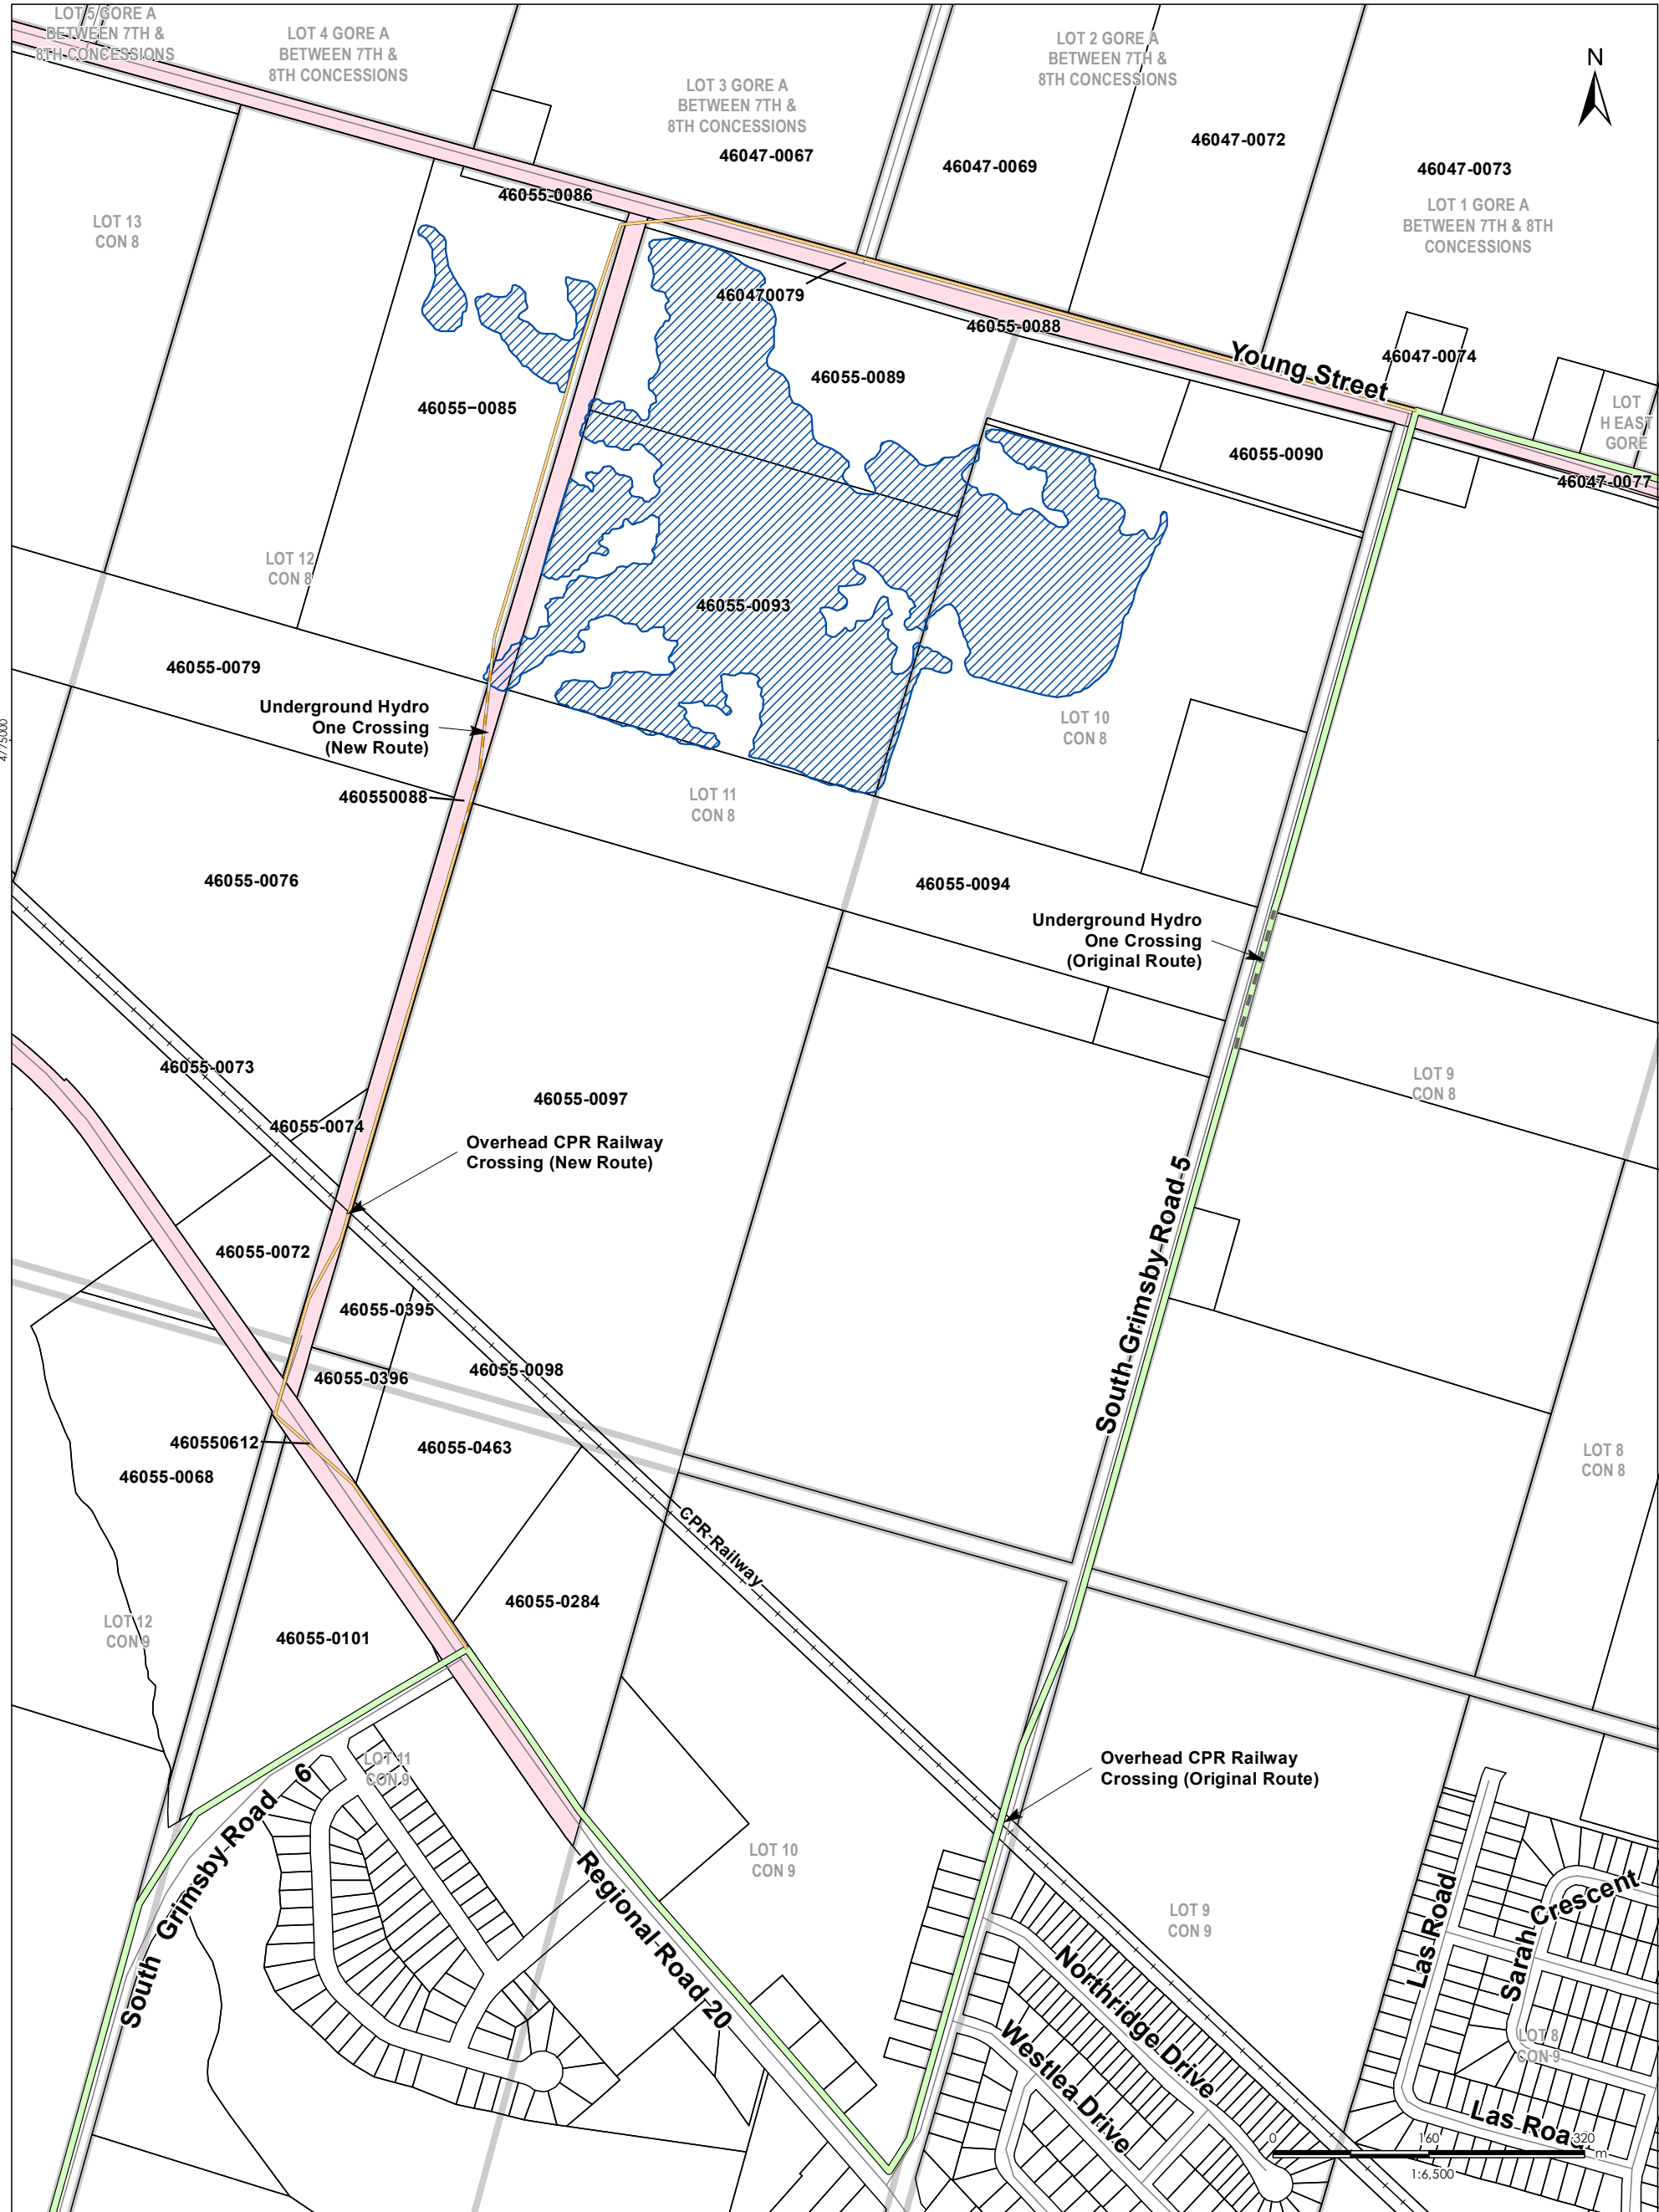 LOT 5 GORE A
BETWEEN 7TH &
8TH CONCESSIONS
LOT 4 GORE A
BETWEEN 7TH &
8TH CONCESSIONS
LOT 3 GORE A
BETWEEN 7TH &
8TH CONCESSIONS
LOT 2 GORE A
BETWEEN 7TH &
8TH CONCESSIONS
N
46047-0067
46047-0069
46047-0072
46047-0073
LOT 1 GORE A
BETWEEN 7TH & 8TH
CONCESSIONS
46055-0086
LOT 13
CON 8
460470079
46055-0088
Young Street
46047-0074
46055-0089
46055-0085
LOT
H EAST
GORE
46055-0090
46047-0077
LOT 12
CON 8
46055-0093
46055-0079
Underground Hydro
One Crossing
(New Route)
LOT 10
CON 8
4775000
460550088
LOT 11
CON 8
46055-0076
46055-0094
Underground Hydro
One Crossing
(Original Route)
46055-0073
46055-0097
LOT 9
CON 8
46055-0074
Overhead CPR Railway
Crossing (New Route)
46055-0072
South Grimsby Road 5
46055-0395
46055-0396
46055-0098
460550612
46055-0463
46055-0068
LOT 8
CON 8
CPR Railway
46055-0284
LOT 12
CON 9
46055-0101
LOT 11
CON 9
Overhead CPR Railway
Crossing (Original Route)
South Grimsby Road 6
LOT 10
CON 9
Regional Road 20
LOT 9
CON 9
Las Road
Sarah Crescent
Northridge Drive
Westlea Drive
LOT 8
CON 9
Las Road
0 160 320
m
1:6,500